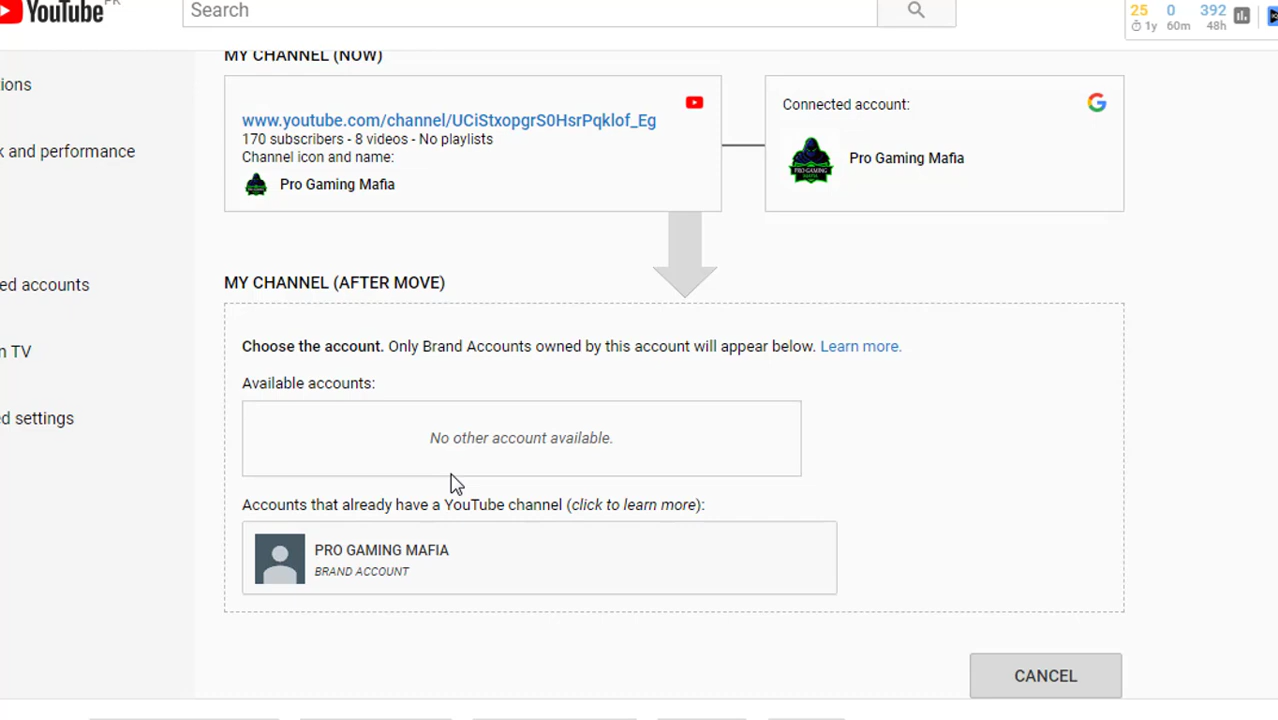 YouTube PK
Search
25 0 392
1y 60m 48h
MY CHANNEL (NOW)
ions
k and performance
ed accounts
n TV
ed settings
www.youtube.com/channel/UCiStxopgrS0HsrPqklof_Eg
170 subscribers - 8 videos - No playlists
Channel icon and name:
Pro Gaming Mafia
Connected account:
PRO GAMING
MAFIA
Pro Gaming Mafia
MY CHANNEL (AFTER MOVE)
Choose the account. Only Brand Accounts owned by this account will appear below. Learn more.
Available accounts:
No other account available.
Accounts that already have a YouTube channel (click to learn more):
PRO GAMING MAFIA
BRAND ACCOUNT
CANCEL